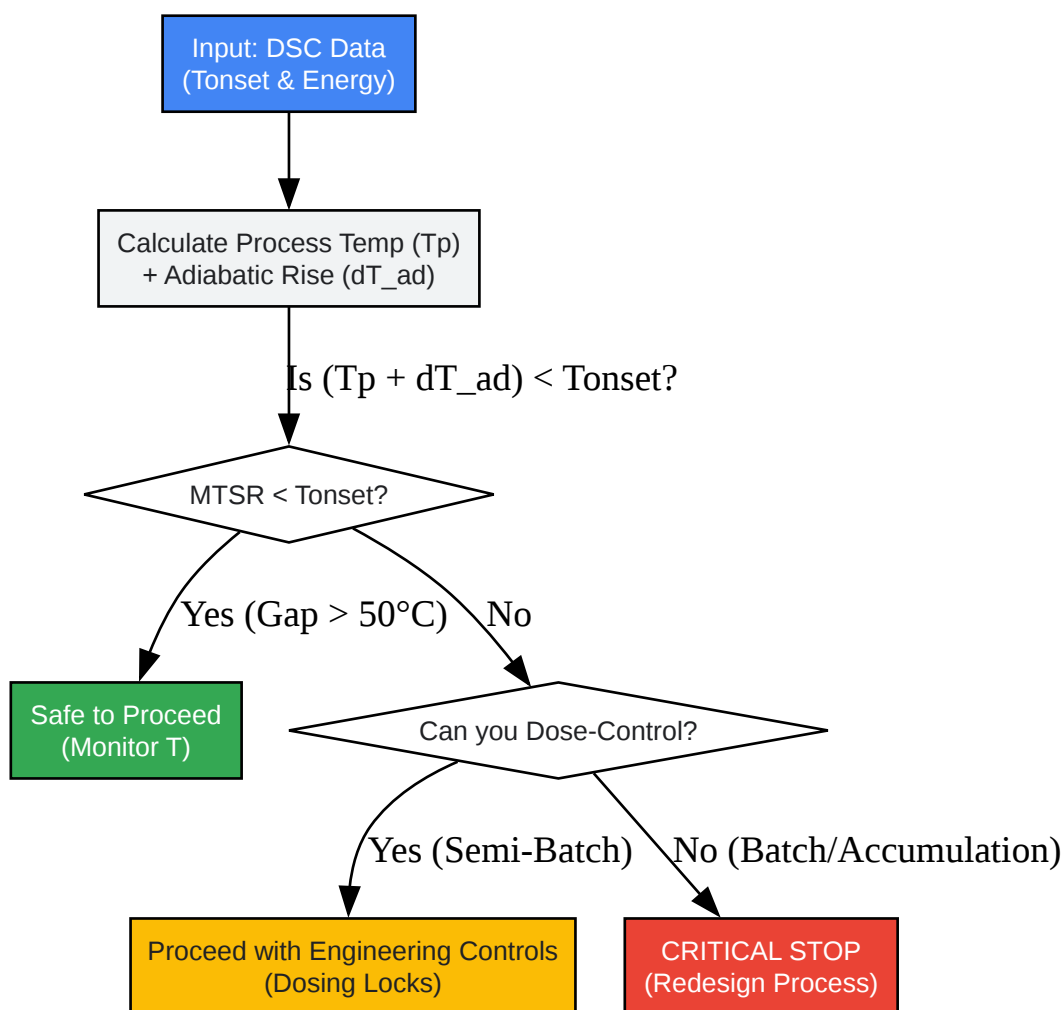 Input: DSC Data
(Tonset & Energy)
Calculate Process Temp (Tp)
+ Adiabatic Rise (dT_ad)
Is (Tp + dT_ad) < Tonset?
MTSR < Tonset?
Yes (Gap > 50°C)
No
Safe to Proceed
(Monitor T)
Can you Dose-Control?
Yes (Semi-Batch)
No (Batch/Accumulation)
Proceed with Engineering Controls
(Dosing Locks)
CRITICAL STOP
(Redesign Process)